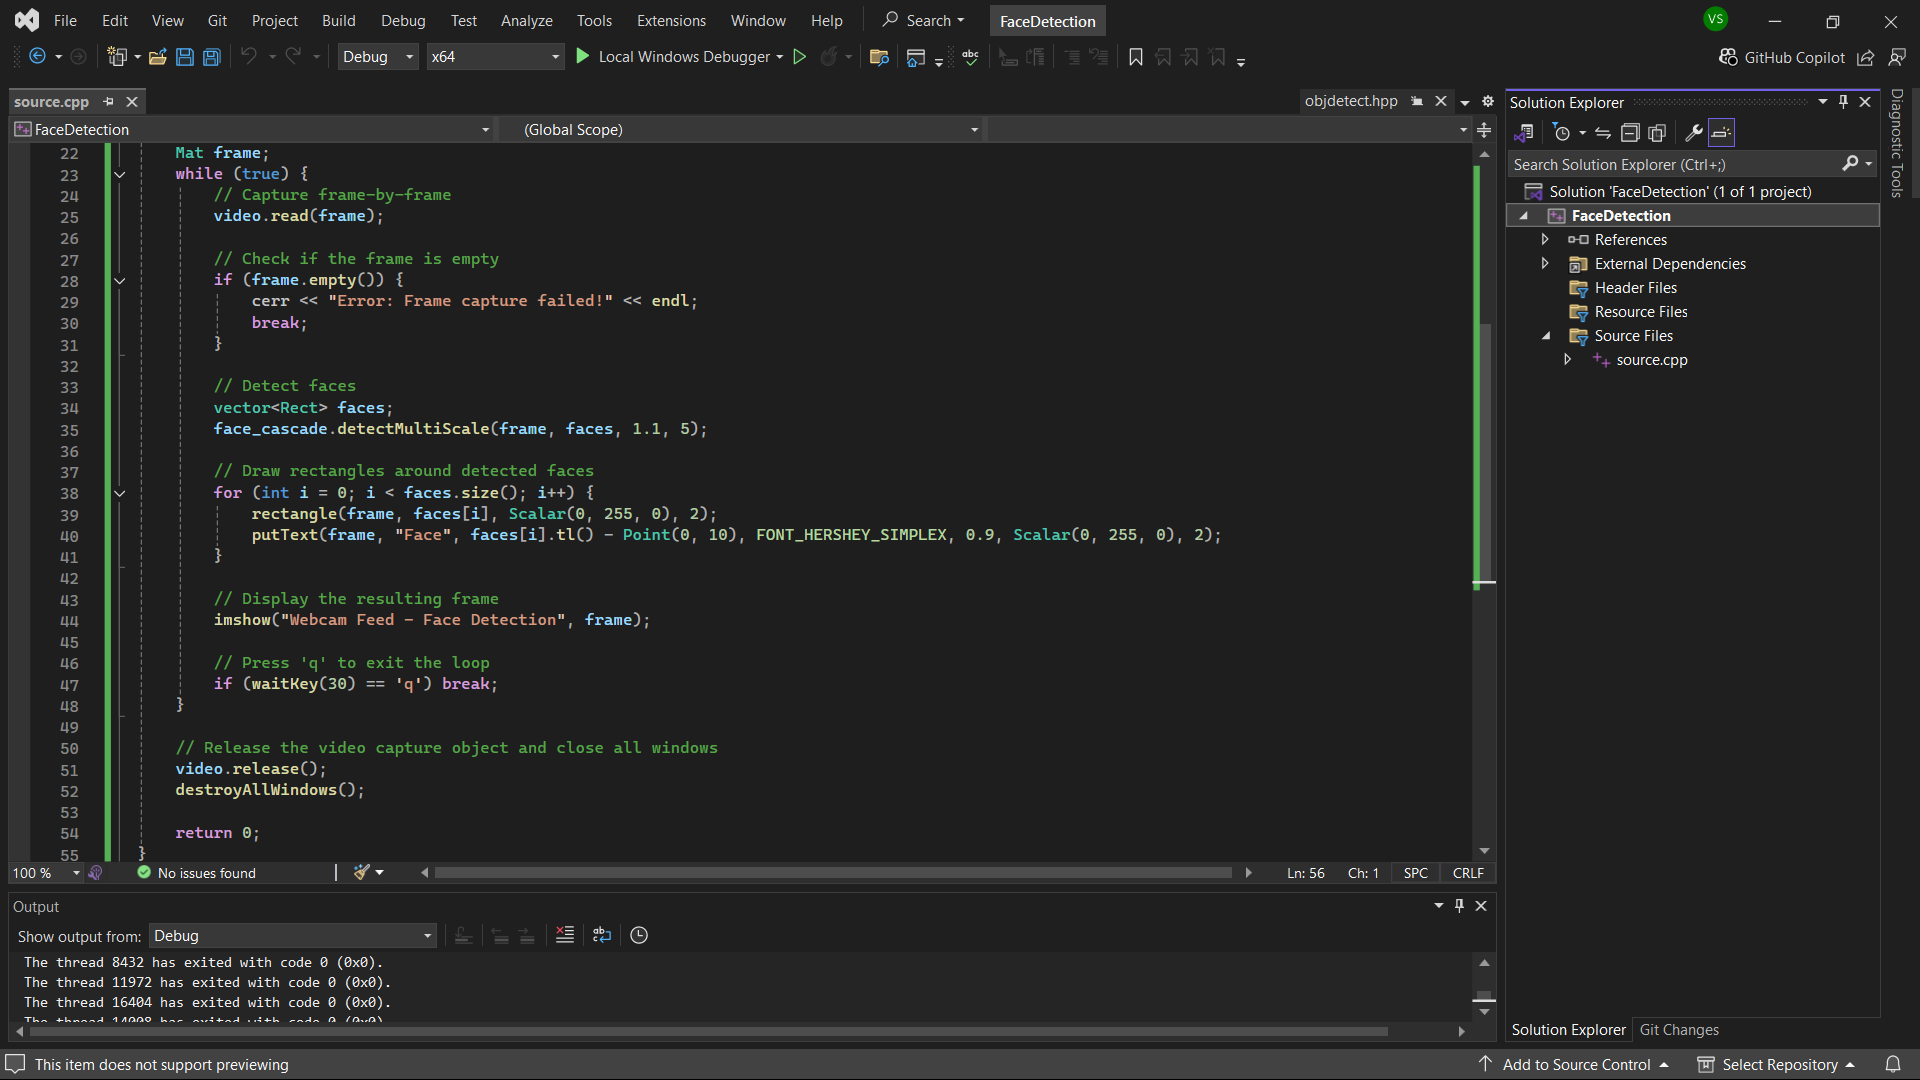 File Edit View Git Project Build Debug Test Analyze Tools Extensions Window Help Search FaceDetection VS
Debug x64 Local Windows Debugger GitHub Copilot
source.cpp objdetect.hpp
FaceDetection (Global Scope)
22 Mat frame;
23 while (true) {
24 // Capture frame-by-frame
25 video.read(frame);
26
27 // Check if the frame is empty
28 if (frame.empty()) {
29 cerr << "Error: Frame capture failed!" << endl;
30 break;
31 }
32
33 // Detect faces
34 vector<Rect> faces;
35 face_cascade.detectMultiScale(frame, faces, 1.1, 5);
36
37 // Draw rectangles around detected faces
38 for (int i = 0; i < faces.size(); i++) {
39 rectangle(frame, faces[i], Scalar(0, 255, 0), 2);
40 putText(frame, "Face", faces[i].tl() - Point(0, 10), FONT_HERSHEY_SIMPLEX, 0.9, Scalar(0, 255, 0), 2);
41 }
42
43 // Display the resulting frame
44 imshow("Webcam Feed - Face Detection", frame);
45
46 // Press 'q' to exit the loop
47 if (waitKey(30) == 'q') break;
48 }
49
50 // Release the video capture object and close all windows
51 video.release();
52 destroyAllWindows();
53
54 return 0;
55 }
100 % No issues found Ln: 56 Ch: 1 SPC CRLF
Output
Show output from: Debug
The thread 8432 has exited with code 0 (0x0).
The thread 11972 has exited with code 0 (0x0).
The thread 16404 has exited with code 0 (0x0).
The thread 14008 has exited with code 0 (0x0).
Solution Explorer
Search Solution Explorer (Ctrl+;)
Solution 'FaceDetection' (1 of 1 project)
FaceDetection
References
External Dependencies
Header Files
Resource Files
Source Files
source.cpp
Solution Explorer Git Changes
Diagnostic Tools
This item does not support previewing Add to Source Control Select Repository